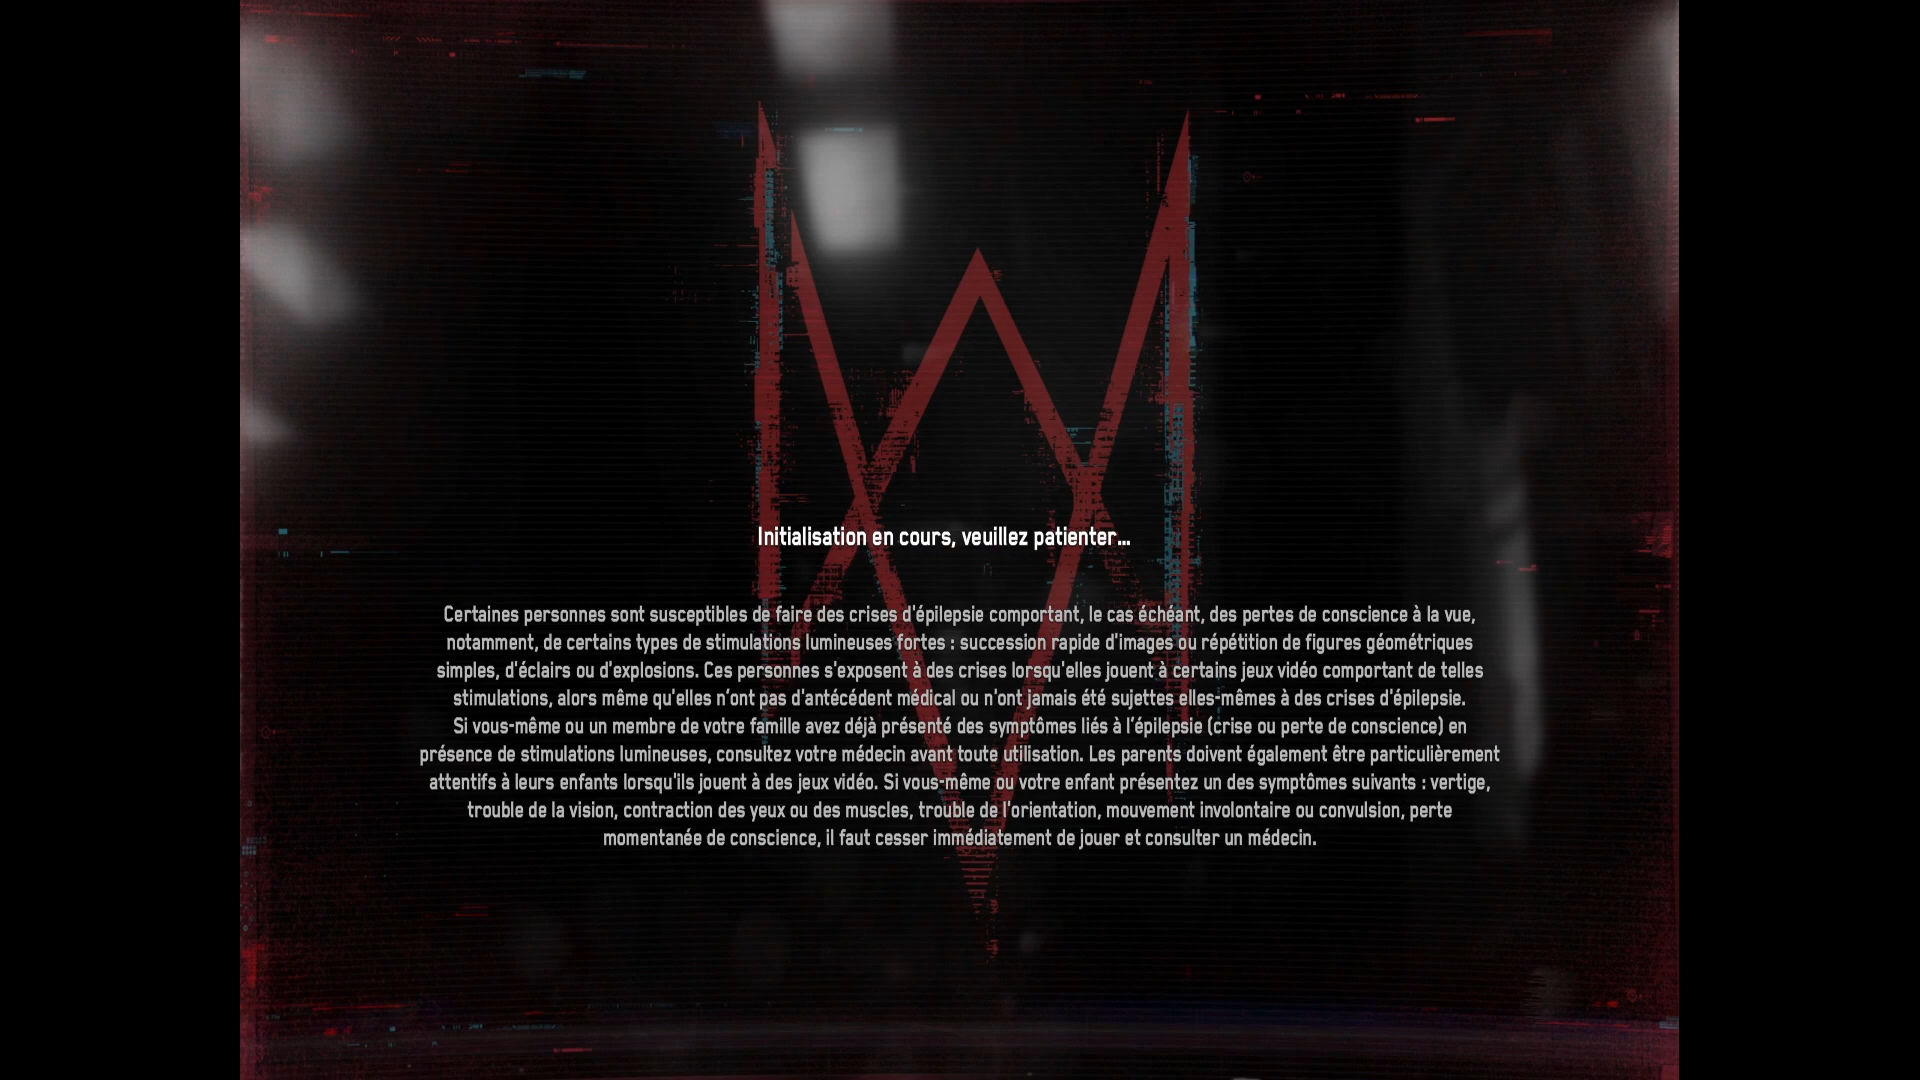 Initialisation en cours, veuillez patienter...
Certaines personnes sont susceptibles de faire des crises d'épilepsie comportant, le cas échéant, des pertes de conscience à la vue,
notamment, de certains types de stimulations lumineuses fortes : succession rapide d'images ou répétition de figures géométriques
simples, d'éclairs ou d'explosions. Ces personnes s'exposent à des crises lorsqu'elles jouent à certains jeux vidéo comportant de telles
stimulations, alors même qu'elles n'ont pas d'antécédent médical ou n'ont jamais été sujettes elles-mêmes à des crises d'épilepsie.
Si vous-même ou un membre de votre famille avez déjà présenté des symptômes liés à l'épilepsie (crise ou perte de conscience) en
présence de stimulations lumineuses, consultez votre médecin avant toute utilisation. Les parents doivent également être particulièrement
attentifs à leurs enfants lorsqu'ils jouent à des jeux vidéo. Si vous-même ou votre enfant présentez un des symptômes suivants : vertige,
trouble de la vision, contraction des yeux ou des muscles, trouble de l'orientation, mouvement involontaire ou convulsion, perte
momentanée de conscience, il faut cesser immédiatement de jouer et consulter un médecin.